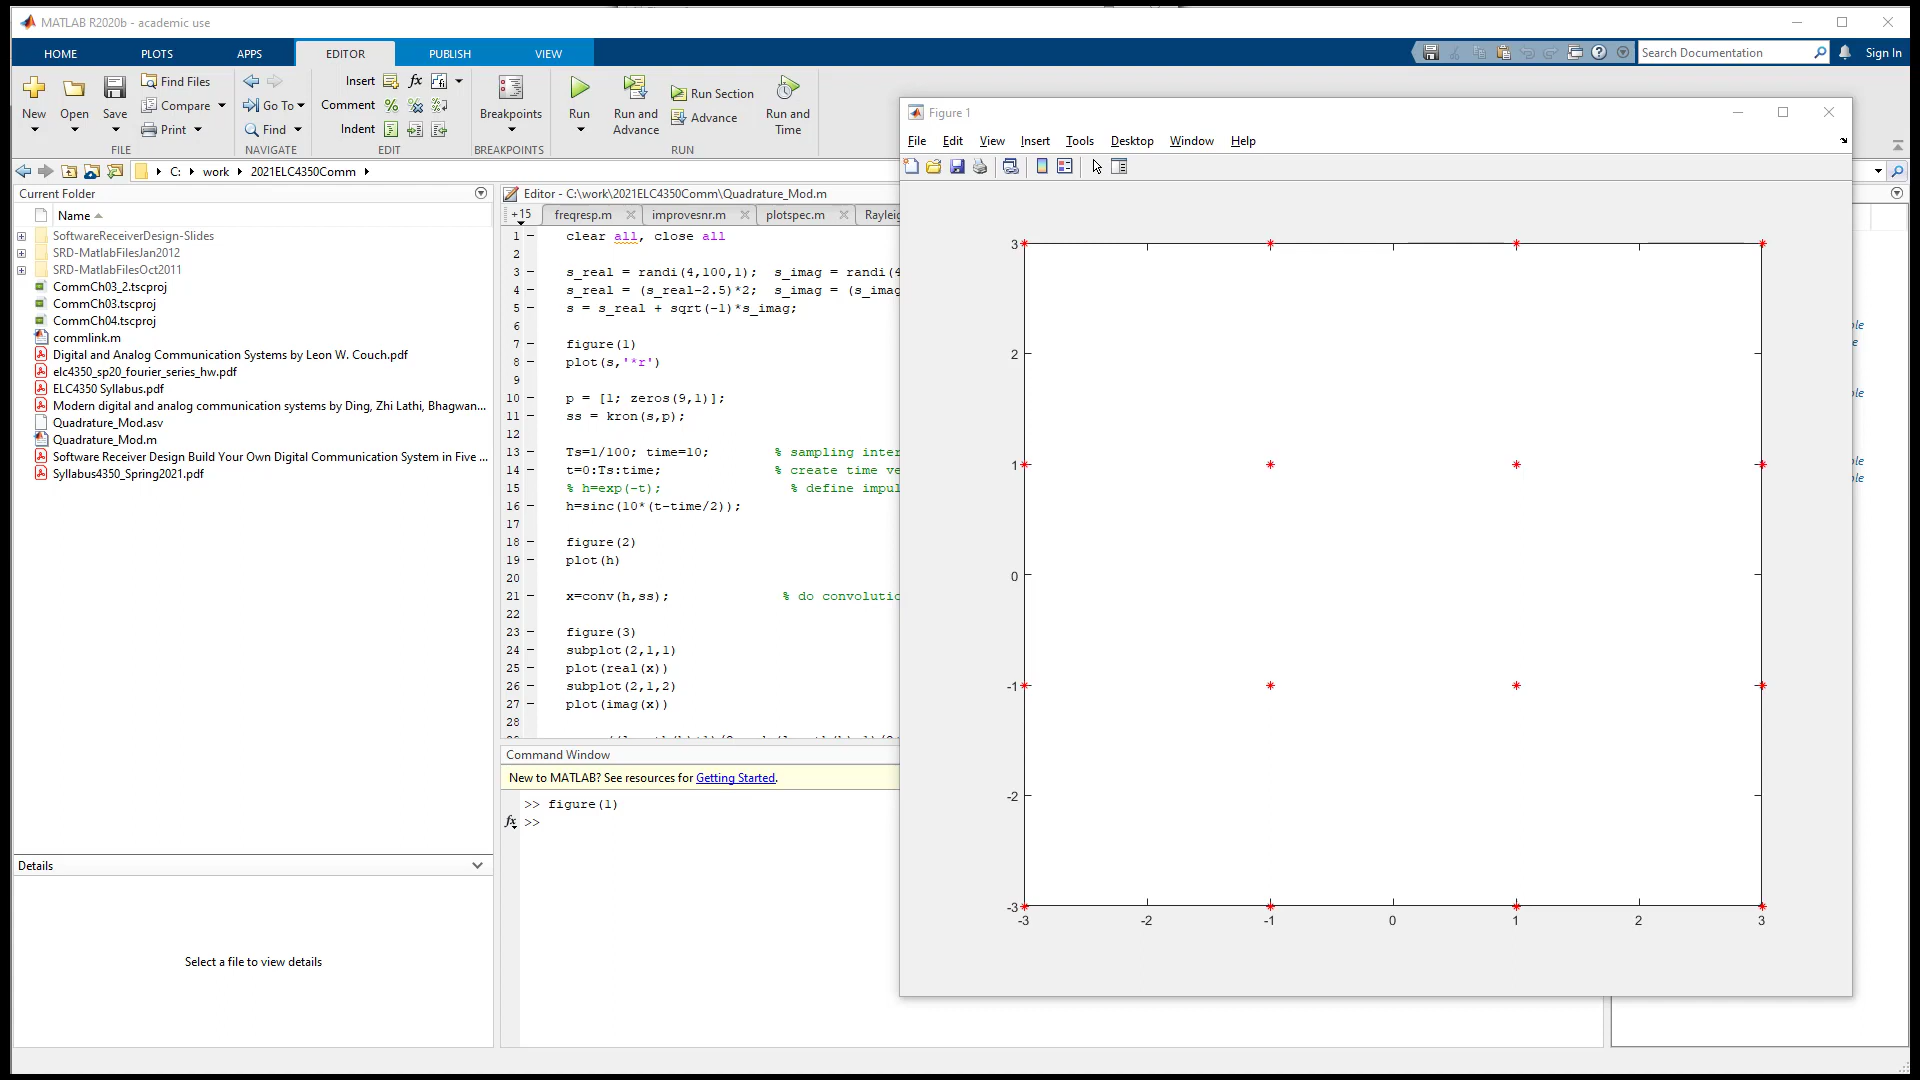 MATLAB R2020b - academic use
HOME PLOTS APPS EDITOR PUBLISH VIEW
Search Documentation
Sign In
New Open Save
Find Files
Compare
Print
FILE
Go To
Find
NAVIGATE
Insert fx
Comment
Indent
EDIT
Breakpoints
BREAKPOINTS
Run
Run and Advance
Run Section
Advance
Run and Time
RUN
C: work 2021ELC4350Comm
Current Folder
Name
SoftwareReceiverDesign-Slides
SRD-MatlabFilesJan2012
SRD-MatlabFilesOct2011
CommCh03_2.tscproj
CommCh03.tscproj
CommCh04.tscproj
commlink.m
Digital and Analog Communication Systems by Leon W. Couch.pdf
elc4350_sp20_fourier_series_hw.pdf
ELC4350 Syllabus.pdf
Modern digital and analog communication systems by Ding, Zhi Lathi, Bhagwan...
Quadrature_Mod.asv
Quadrature_Mod.m
Software Receiver Design Build Your Own Digital Communication System in Five ...
Syllabus4350_Spring2021.pdf
Details
Select a file to view details
Editor - C:\work\2021ELC4350Comm\Quadrature_Mod.m
+15 freqresp.m improvesnr.m plotspec.m Rayleig
1 clear all, close all
2
3 s_real = randi(4,100,1); s_imag = randi(4
4 s_real = (s_real-2.5)*2; s_imag = (s_imag
5 s = s_real + sqrt(-1)*s_imag;
6
7 figure(1)
8 plot(s,'*r')
9
10 p = [1; zeros(9,1)];
11 ss = kron(s,p);
12
13 Ts=1/100; time=10; % sampling inter
14 t=0:Ts:time; % create time ve
15 % h=exp(-t); % define impul
16 h=sinc(10*(t-time/2));
17
18 figure(2)
19 plot(h)
20
21 x=conv(h,ss); % do convolutio
22
23 figure(3)
24 subplot(2,1,1)
25 plot(real(x))
26 subplot(2,1,2)
27 plot(imag(x))
28
Command Window
New to MATLAB? See resources for Getting Started.
>> figure(1)
fx >>
Figure 1
File Edit View Insert Tools Desktop Window Help
3
2
1
0
-1
-2
-3
-3 -2 -1 0 1 2 3